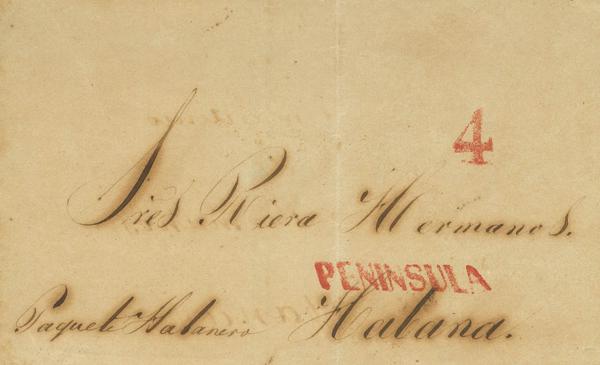 4
Sres Riera Hermanos.
PENINSULA
Paquete Habanero Habana.